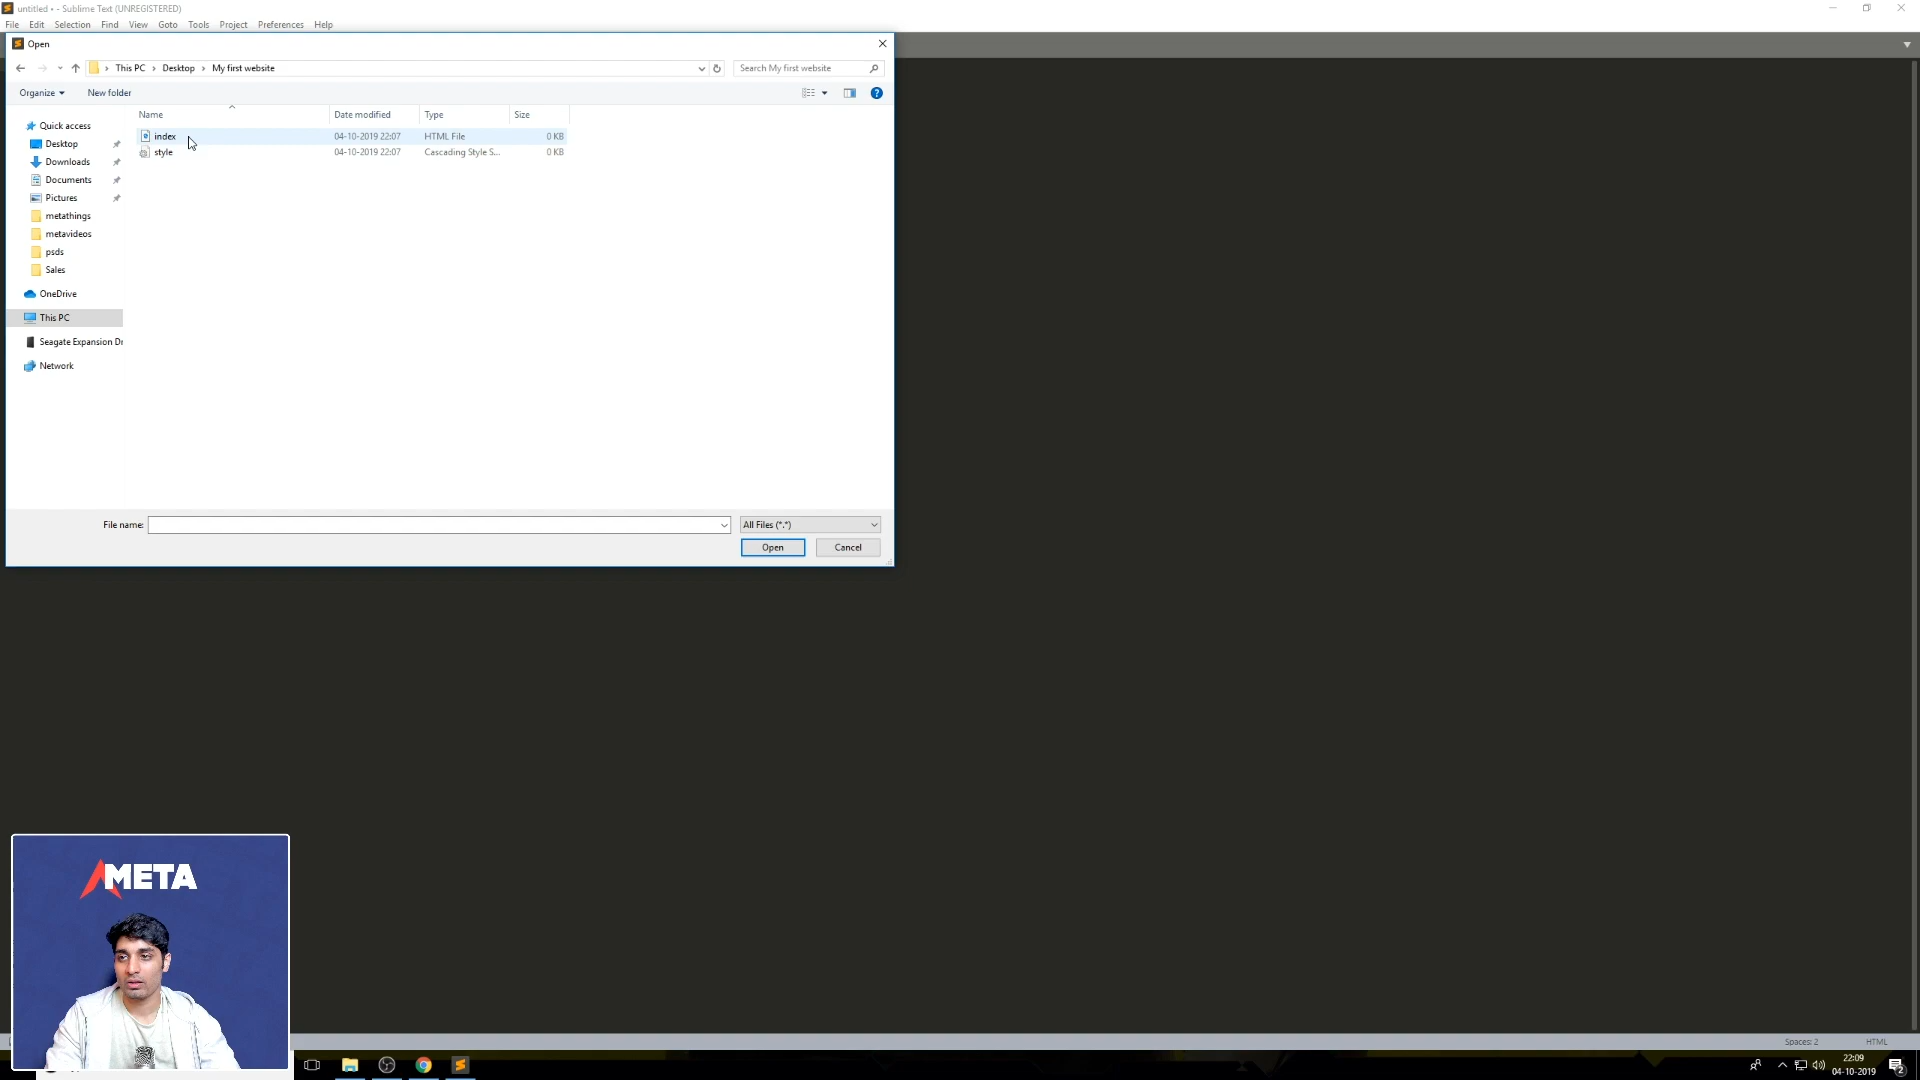 untitled • - Sublime Text (UNREGISTERED)
File Edit Selection Find View Goto Tools Project Preferences Help
Open
This PC > Desktop > My first website
Search My first website
Organize New folder
Name Date modified Type Size
index 04-10-2019 22:07 HTML File 0 KB
style 04-10-2019 22:07 Cascading Style S... 0 KB
Quick access
Desktop
Downloads
Documents
Pictures
metathings
metavideos
psds
Sales
OneDrive
This PC
Seagate Expansion Dr
Network
File name:
All Files (*.*)
Open Cancel
META
Spaces: 2 HTML
22:09
04-10-2019
2